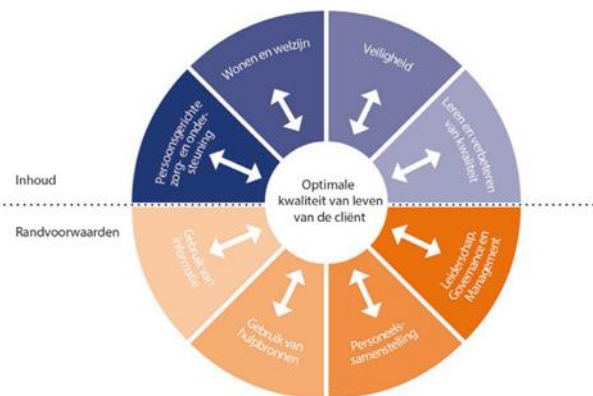 Wonen en welzijn
Veiligheid
Persoonsgerichte
zorg- en onder-
steuning
Leren en verbeteren
van kwaliteit
Inhoud
Optimale
kwaliteit van leven
van de cliënt
Randvoorwaarden
Gebruik van
informatie
Leiderschap,
Governance en
Management
Gebruik van
hulpbronnen
Personeels-
samenstelling